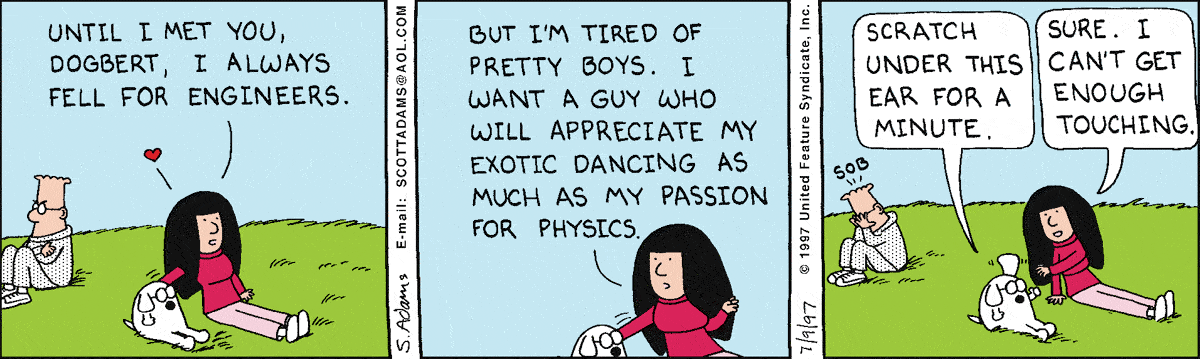 UNTIL I MET YOU,
DOGBERT, I ALWAYS
FELL FOR ENGINEERS.
S. Adams E-mail: SCOTTADAMS@AOL.COM
BUT I'M TIRED OF
PRETTY BOYS. I
WANT A GUY WHO
WILL APPRECIATE MY
EXOTIC DANCING AS
MUCH AS MY PASSION
FOR PHYSICS.
7/9/97 © 1997 United Feature Syndicate, Inc.
SCRATCH
UNDER THIS
EAR FOR A
MINUTE.
SURE. I
CAN'T GET
ENOUGH
TOUCHING.
SOB